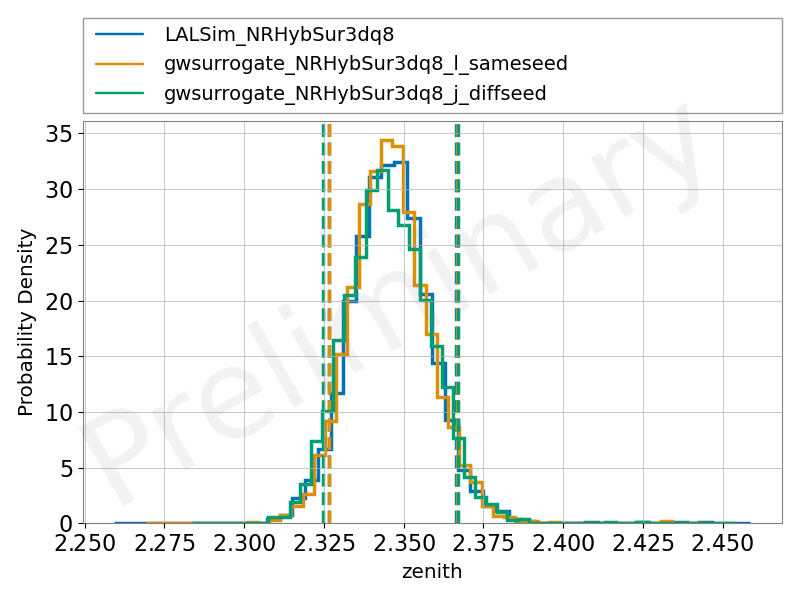 LALSim_NRHybSur3dq8
gwsurrogate_NRHybSur3dq8_l_sameseed
gwsurrogate_NRHybSur3dq8_j_diffseed
Preliminary
Probability Density
35
30
25
20
15
10
5
0
2.250 2.275 2.300 2.325 2.350 2.375 2.400 2.425 2.450
zenith